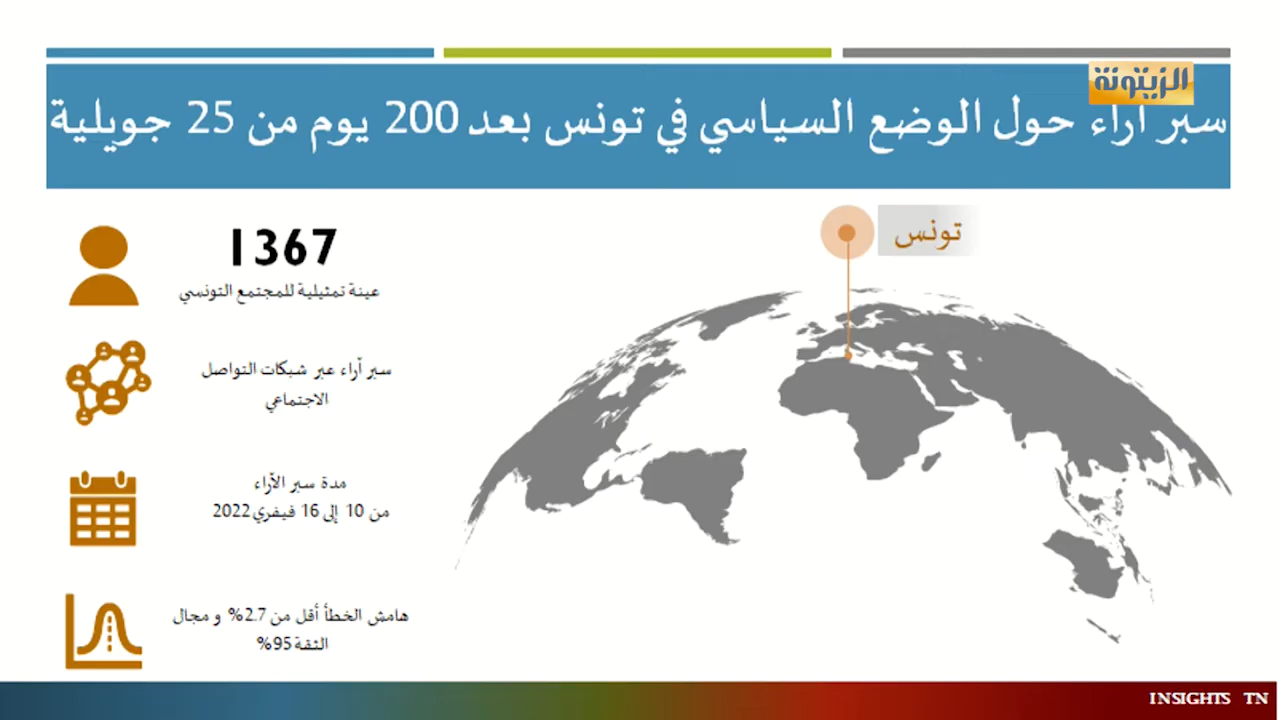 الزيتونة
سبر آراء حول الوضع السياسي في تونس بعد 200 يوم من 25 جويلية
تونس
1367
عينة تمثيلية للمجتمع التونسي
سبر آراء عبر شبكات التواصل
الاجتماعي
مدة سبر الآراء
من 10 إلى 16 فيفري 2022
هامش الخطأ أقل من 2.7% و مجال
الثقة 95%
INSIGHTS TN